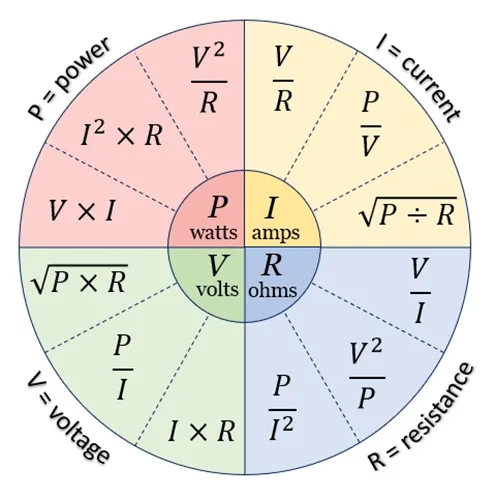 P = power
I = current
V²/R
V/R
I² × R
P/V
V × I
√(P ÷ R)
P
watts
I
amps
V
volts
R
ohms
√(P × R)
V/I
P/I
V²/P
I × R
P/I²
V = voltage
R = resistance